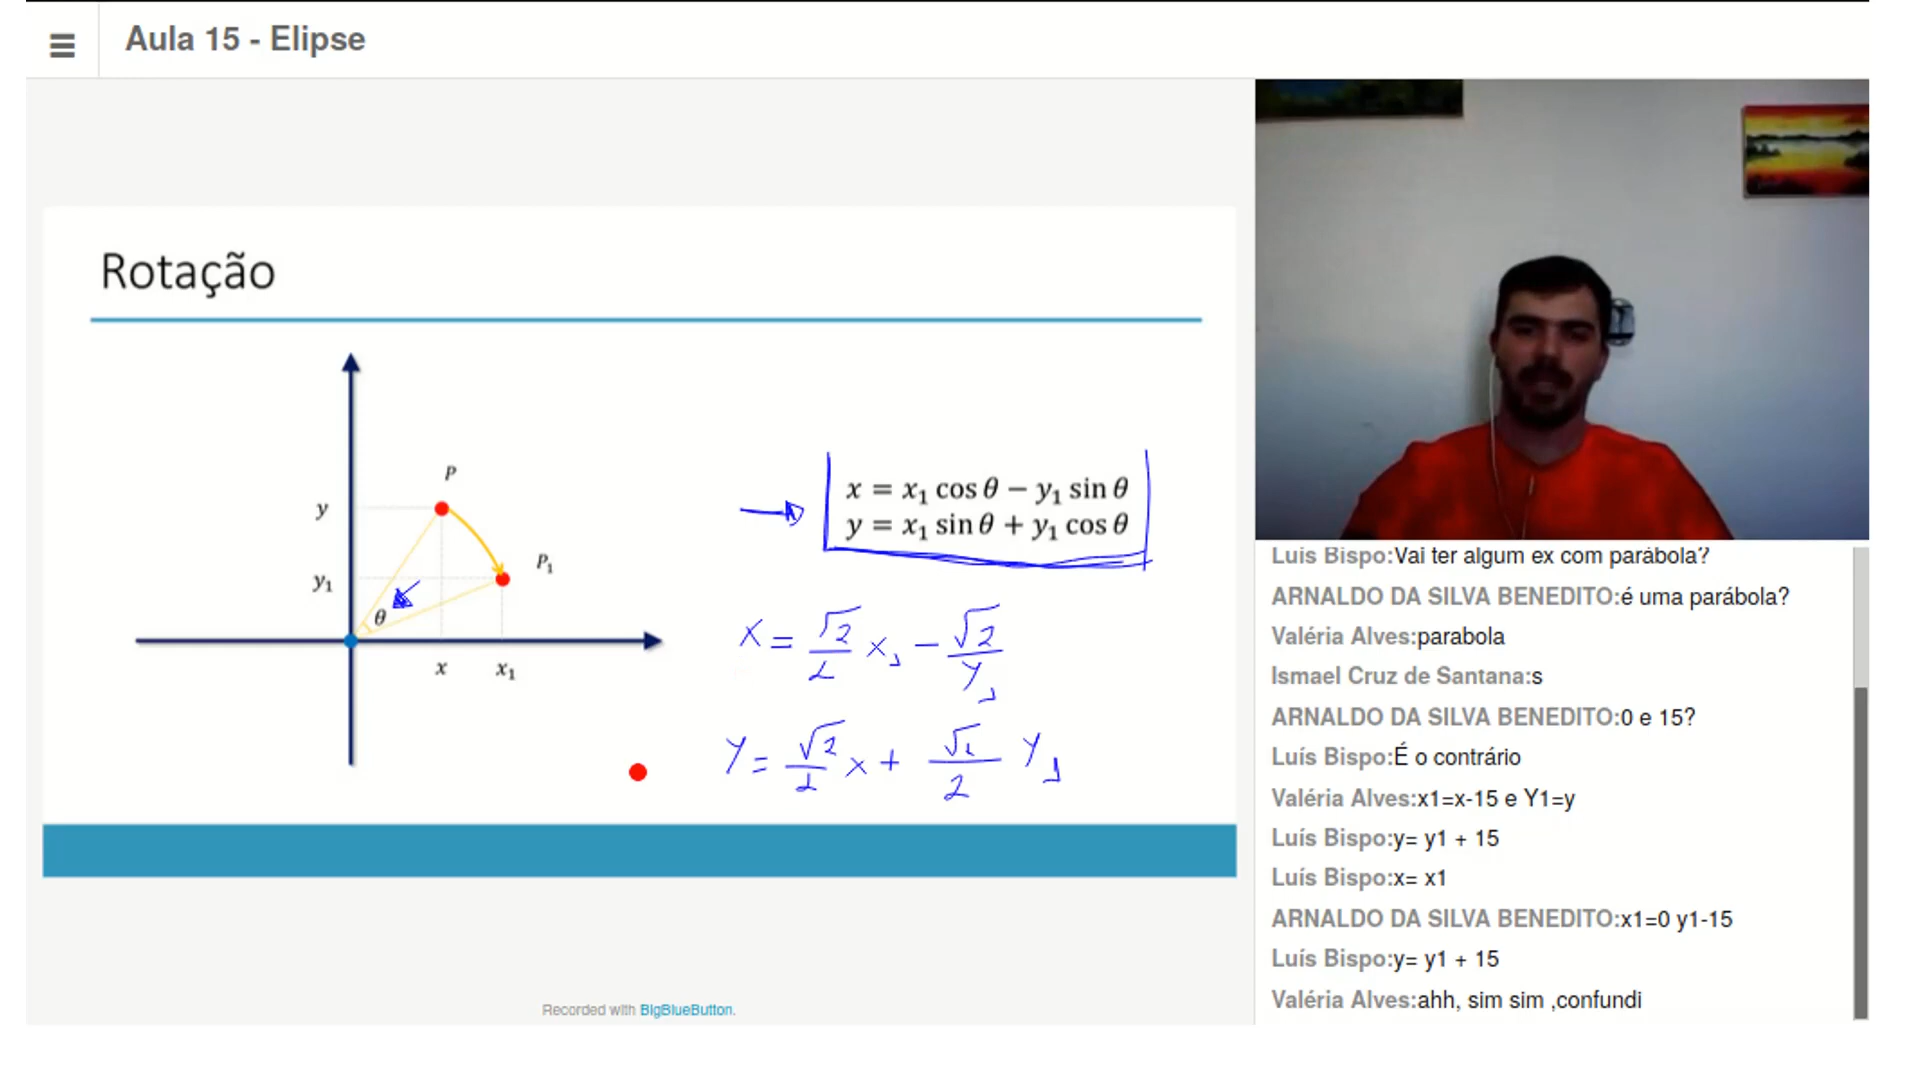 Aula 15 - Elipse
Rotação
P
y
P₁
y₁
θ
x
x₁
x = x₁ cos θ − y₁ sin θ
y = x₁ sin θ + y₁ cos θ
x = √2/2 x₁ − √2/y₁
y = √2/2 x + √2/2 y₁
Recorded with BigBlueButton.
Luís Bispo:Vai ter algum ex com parábola?
ARNALDO DA SILVA BENEDITO:é uma parábola?
Valéria Alves:parabola
Ismael Cruz de Santana:s
ARNALDO DA SILVA BENEDITO:0 e 15?
Luís Bispo:É o contrário
Valéria Alves:x1=x-15 e Y1=y
Luís Bispo:y= y1 + 15
Luís Bispo:x= x1
ARNALDO DA SILVA BENEDITO:x1=0 y1-15
Luís Bispo:y= y1 + 15
Valéria Alves:ahh, sim sim ,confundi